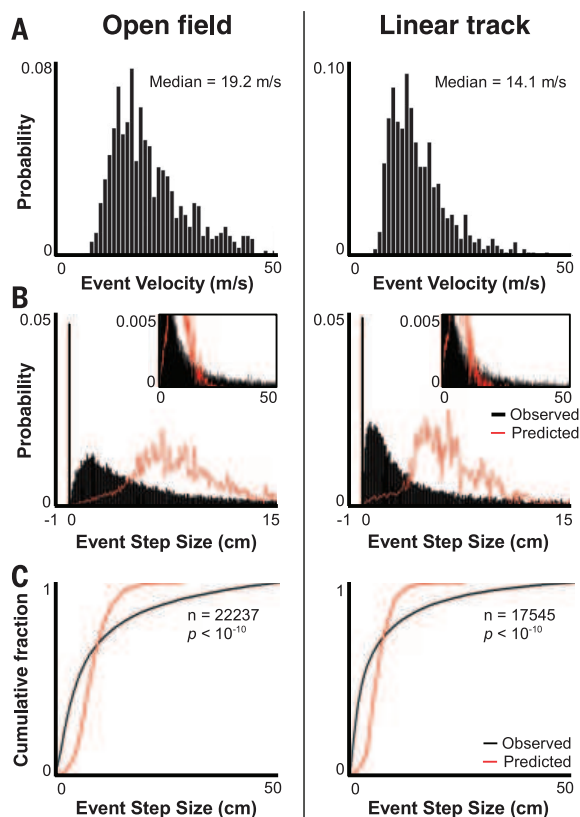 Open field
Linear track
A
0.08
Median = 19.2 m/s
Probability
0
0
50
Event Velocity (m/s)
0.10
Median = 14.1 m/s
0
0
50
Event Velocity (m/s)
B
0.05
0.005
0
0
50
Probability
0
-1 0
15
Event Step Size (cm)
0.05
0.005
0
0
50
Observed
Predicted
0
-1 0
15
Event Step Size (cm)
C
Cumulative fraction
1
n = 22237
p < 10⁻¹⁰
0
0
50
Event Step Size (cm)
1
n = 17545
p < 10⁻¹⁰
Observed
Predicted
0
0
50
Event Step Size (cm)